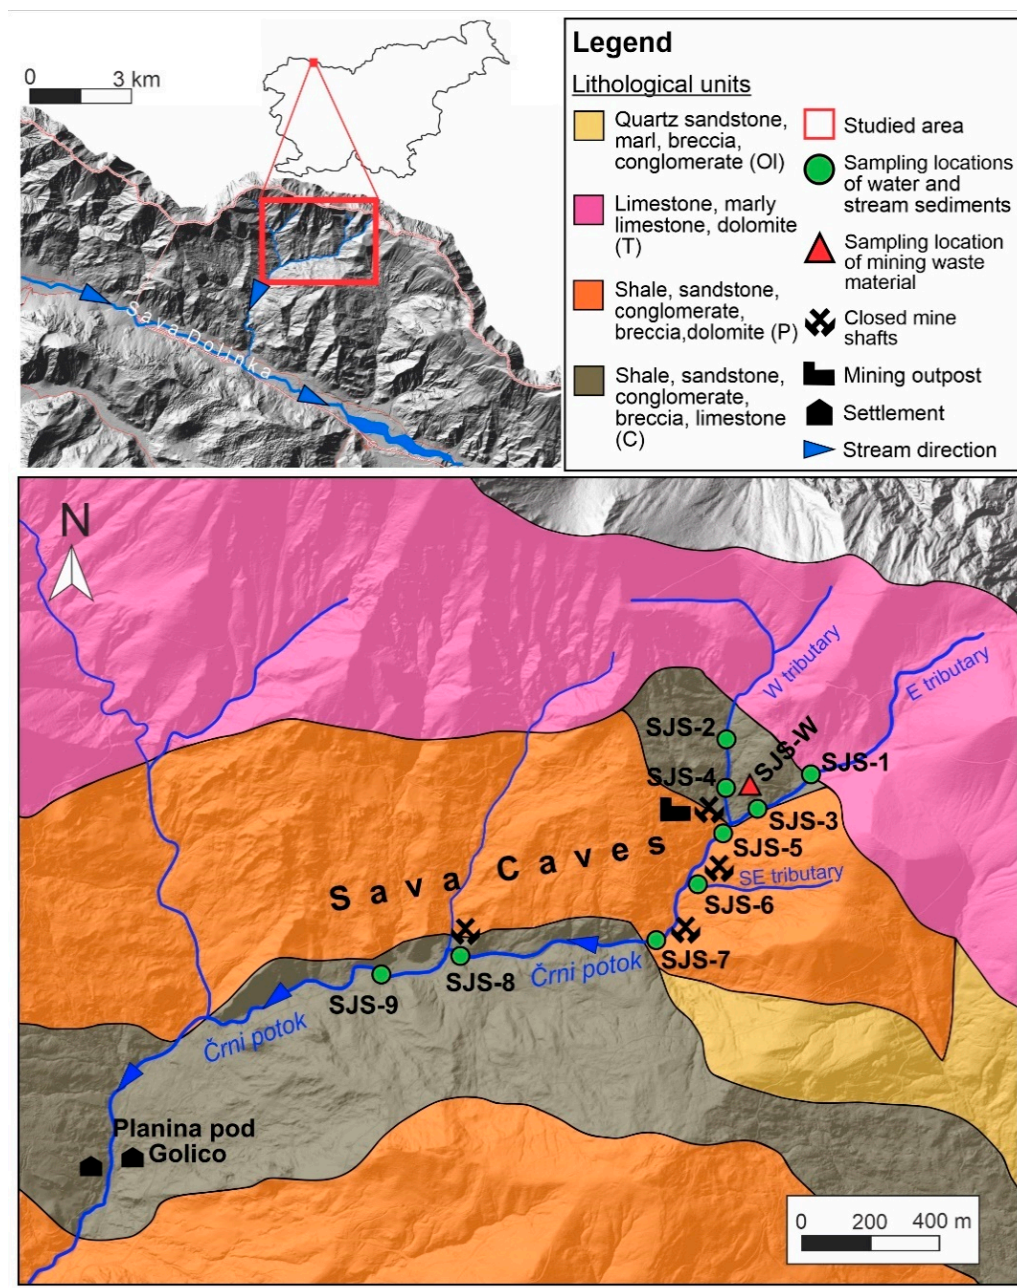 0 3 km
Sava Dolinka
Legend
Lithological units
Quartz sandstone,
marl, breccia,
conglomerate (Ol)
Limestone, marly
limestone, dolomite
(T)
Shale, sandstone,
conglomerate,
breccia,dolomite (P)
Shale, sandstone,
conglomerate,
breccia, limestone
(C)
Studied area
Sampling locations
of water and
stream sediments
Sampling location
of mining waste
material
Closed mine
shafts
Mining outpost
Settlement
Stream direction
N
W tributary
E tributary
SJS-2
SJS-W
SJS-4
SJS-1
SJS-3
SJS-5
Sava Caves
SE tributary
SJS-6
SJS-7
SJS-8
Črni potok
SJS-9
Črni potok
Planina pod
Golico
0 200 400 m